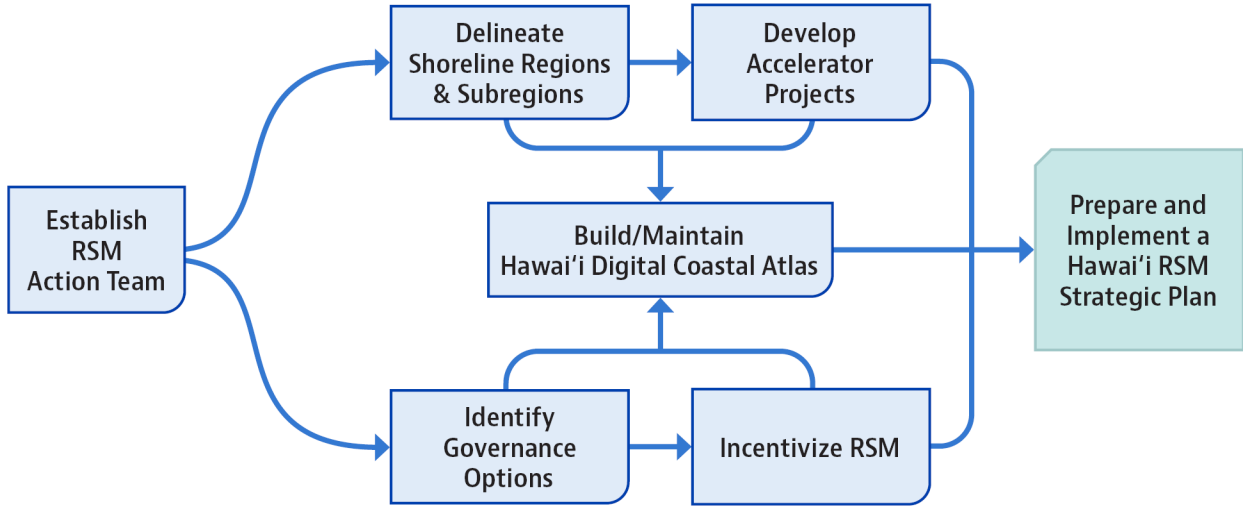 Establish
RSM
Action Team
Delineate
Shoreline Regions
& Subregions
Develop
Accelerator
Projects
Build/Maintain
Hawaiʻi Digital Coastal Atlas
Identify
Governance
Options
Incentivize RSM
Prepare and
Implement a
Hawaiʻi RSM
Strategic Plan